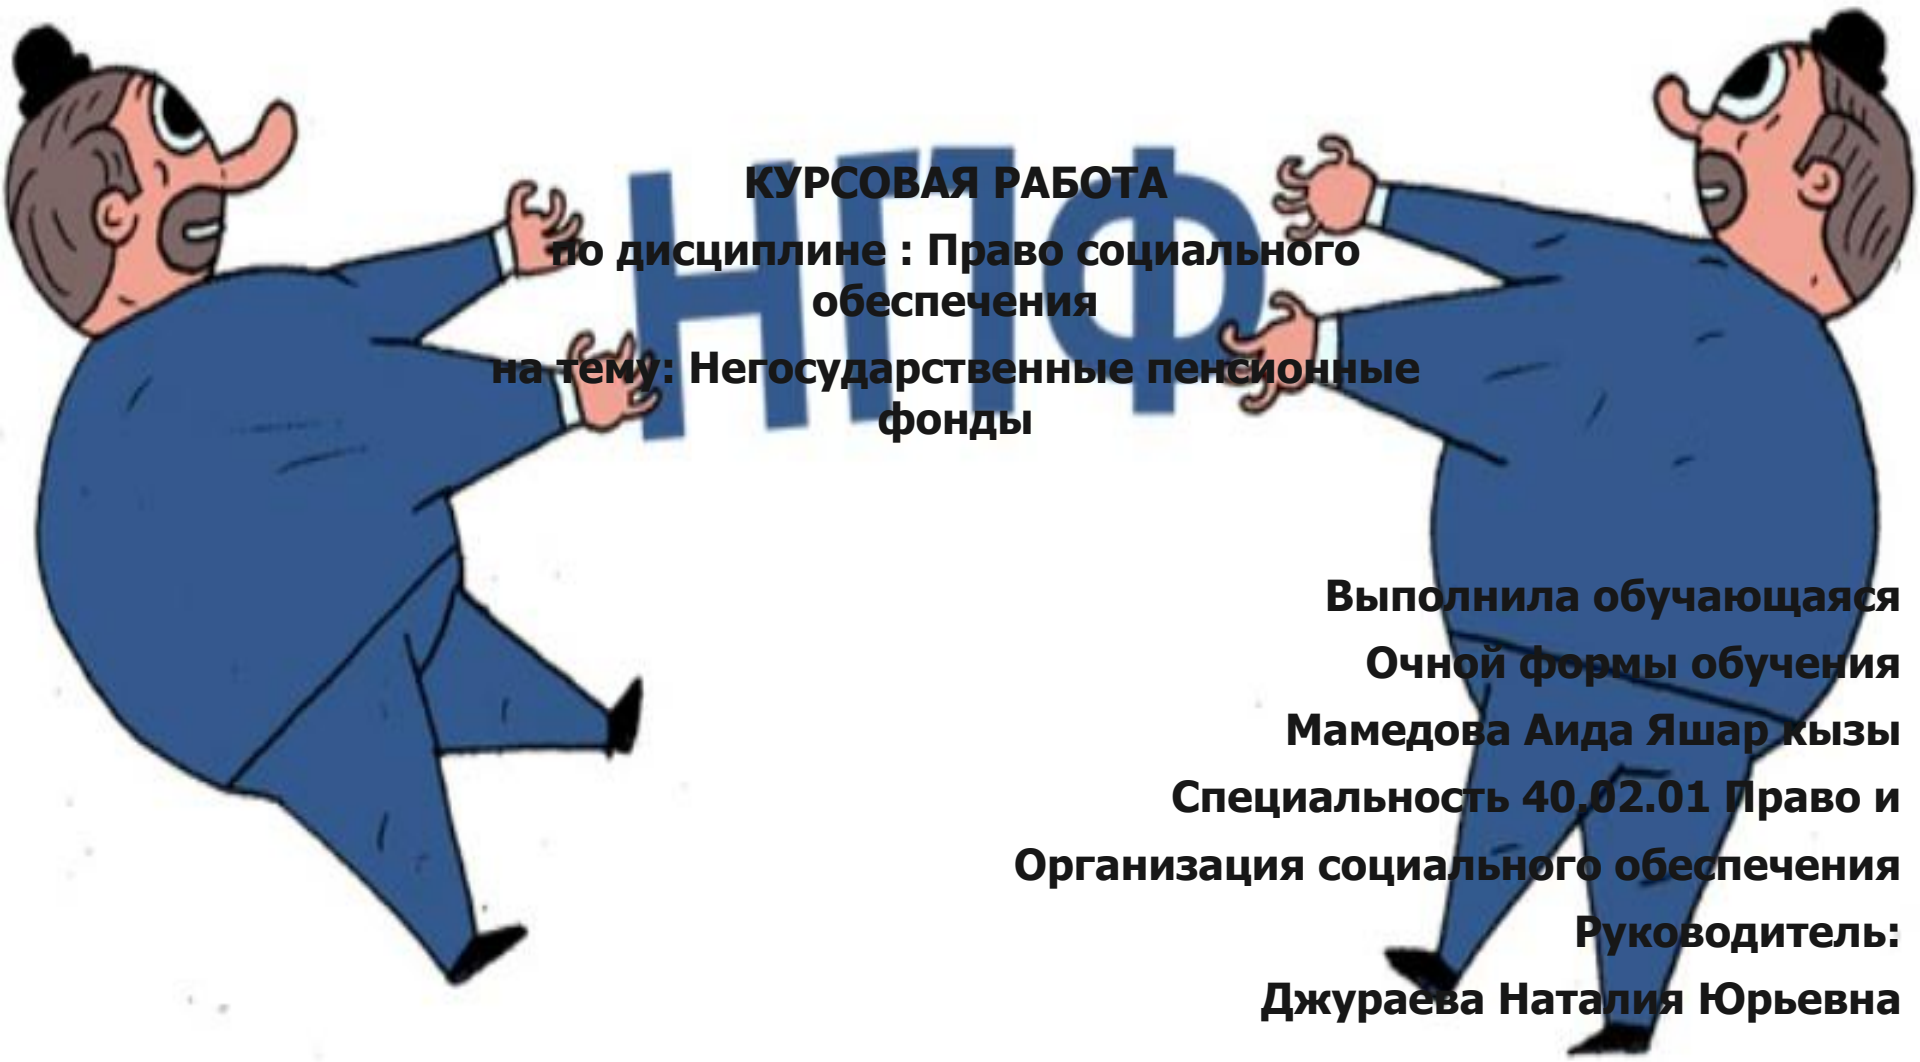 НПФ
КУРСОВАЯ РАБОТА
по дисциплине : Право социального
обеспечения
на тему: Негосударственные пенсионные
фонды
Выполнила обучающаяся
Очной формы обучения
Мамедова Аида Яшар кызы
Специальность 40.02.01 Право и
Организация социального обеспечения
Руководитель:
Джураева Наталия Юрьевна